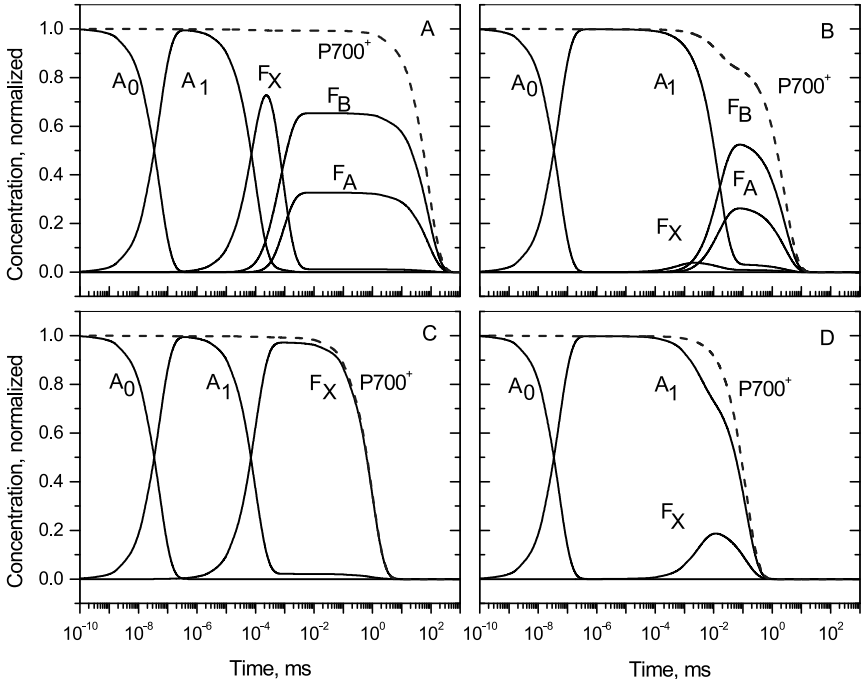 A
B
1.0
0.8
0.6
0.4
0.2
0.0
Concentration, normalized
A0
A1
FX
FB
FA
P700+
A0
A1
FX
FB
FA
P700+
C
D
1.0
0.8
0.6
0.4
0.2
0.0
Concentration, normalized
A0
A1
FX
P700+
A0
A1
FX
P700+
10−10 10−8 10−6 10−4 10−2 100 102
10−10 10−8 10−6 10−4 10−2 100 102
Time, ms
Time, ms